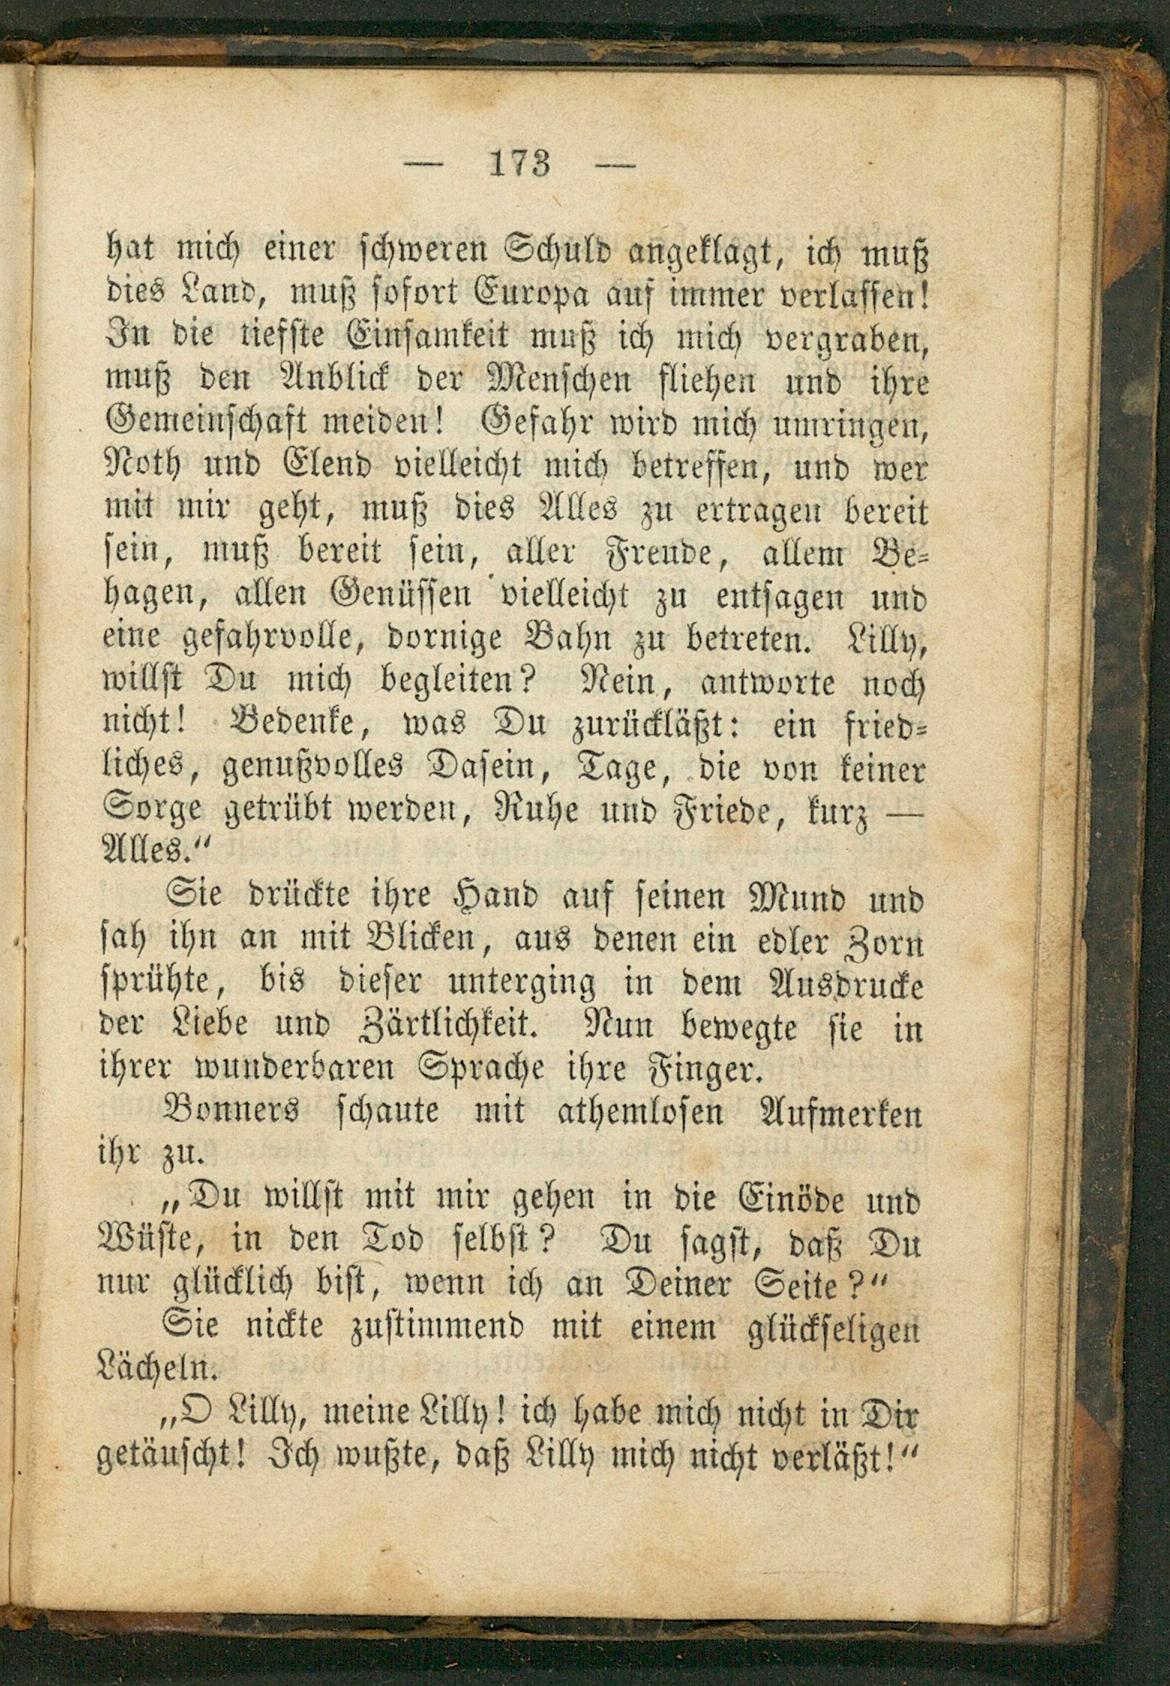 — 173 —
hat mich einer schweren Schuld angeklagt, ich muß
dies Land, muß sofort Europa auf immer verlassen!
In die tiefste Einsamkeit muß ich mich vergraben,
muß den Anblick der Menschen fliehen und ihre
Gemeinschaft meiden! Gefahr wird mich umringen,
Noth und Elend vielleicht mich betreffen, und wer
mit mir geht, muß dies Alles zu ertragen bereit
sein, muß bereit sein, aller Freude, allem Be-
hagen, allen Genüssen vielleicht zu entsagen und
eine gefahrvolle, dornige Bahn zu betreten. Lilly,
willst Du mich begleiten? Nein, antworte noch
nicht! Bedenke, was Du zurückläßt: ein fried-
liches, genußvolles Dasein, Tage, die von keiner
Sorge getrübt werden, Ruhe und Friede, kurz —
Alles.“
Sie drückte ihre Hand auf seinen Mund und
sah ihn an mit Blicken, aus denen ein edler Zorn
sprühte, bis dieser unterging in dem Ausdrucke
der Liebe und Zärtlichkeit. Nun bewegte sie in
ihrer wunderbaren Sprache ihre Finger.
Bonners schaute mit athemlosen Aufmerken
ihr zu.
„Du willst mit mir gehen in die Einöde und
Wüste, in den Tod selbst? Du sagst, daß Du
nur glücklich bist, wenn ich an Deiner Seite?“
Sie nickte zustimmend mit einem glückseligen
Lächeln.
„O Lilly, meine Lilly! ich habe mich nicht in Dir
getäuscht! Ich wußte, daß Lilly mich nicht verläßt!“